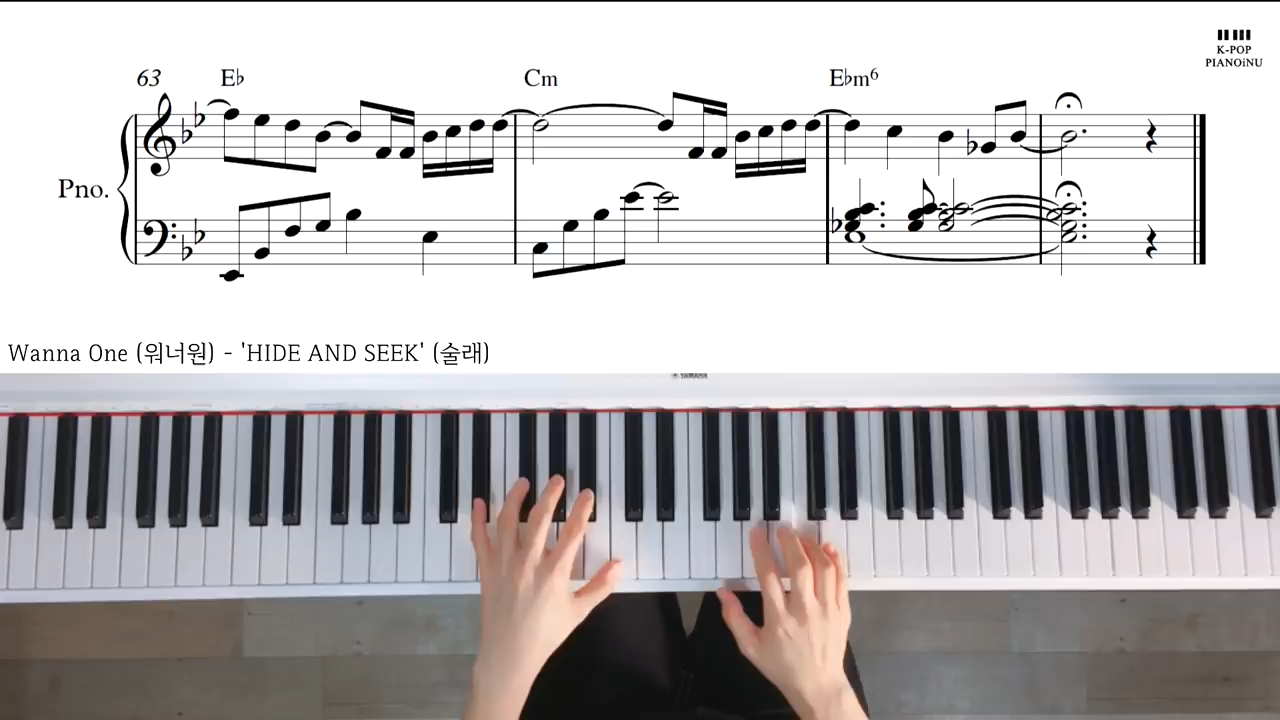 K-POP
PIANOiNU
63 E♭ Cm E♭m6
Pno.
Wanna One (워너원) - 'HIDE AND SEEK' (술래)
YAMAHA